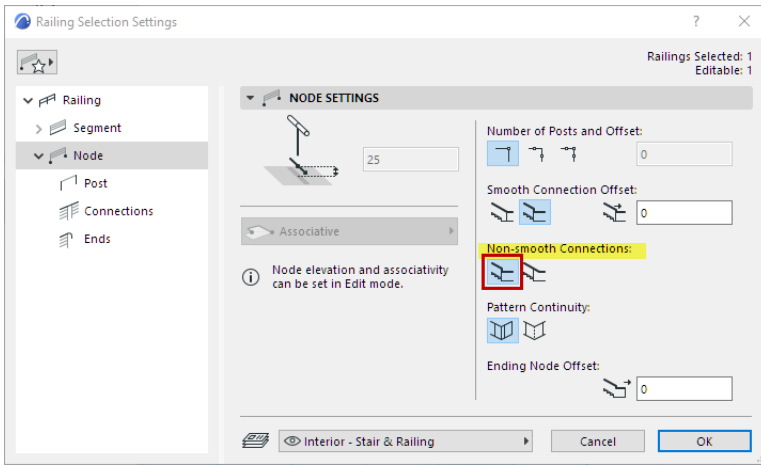 Railing Selection Settings
?
Railings Selected: 1
Editable: 1
Railing
Segment
Node
Post
Connections
Ends
NODE SETTINGS
25
Associative
Node elevation and associativity
can be set in Edit mode.
Number of Posts and Offset:
0
Smooth Connection Offset:
0
Non-smooth Connections:
Pattern Continuity:
Ending Node Offset:
0
Interior - Stair & Railing
Cancel
OK